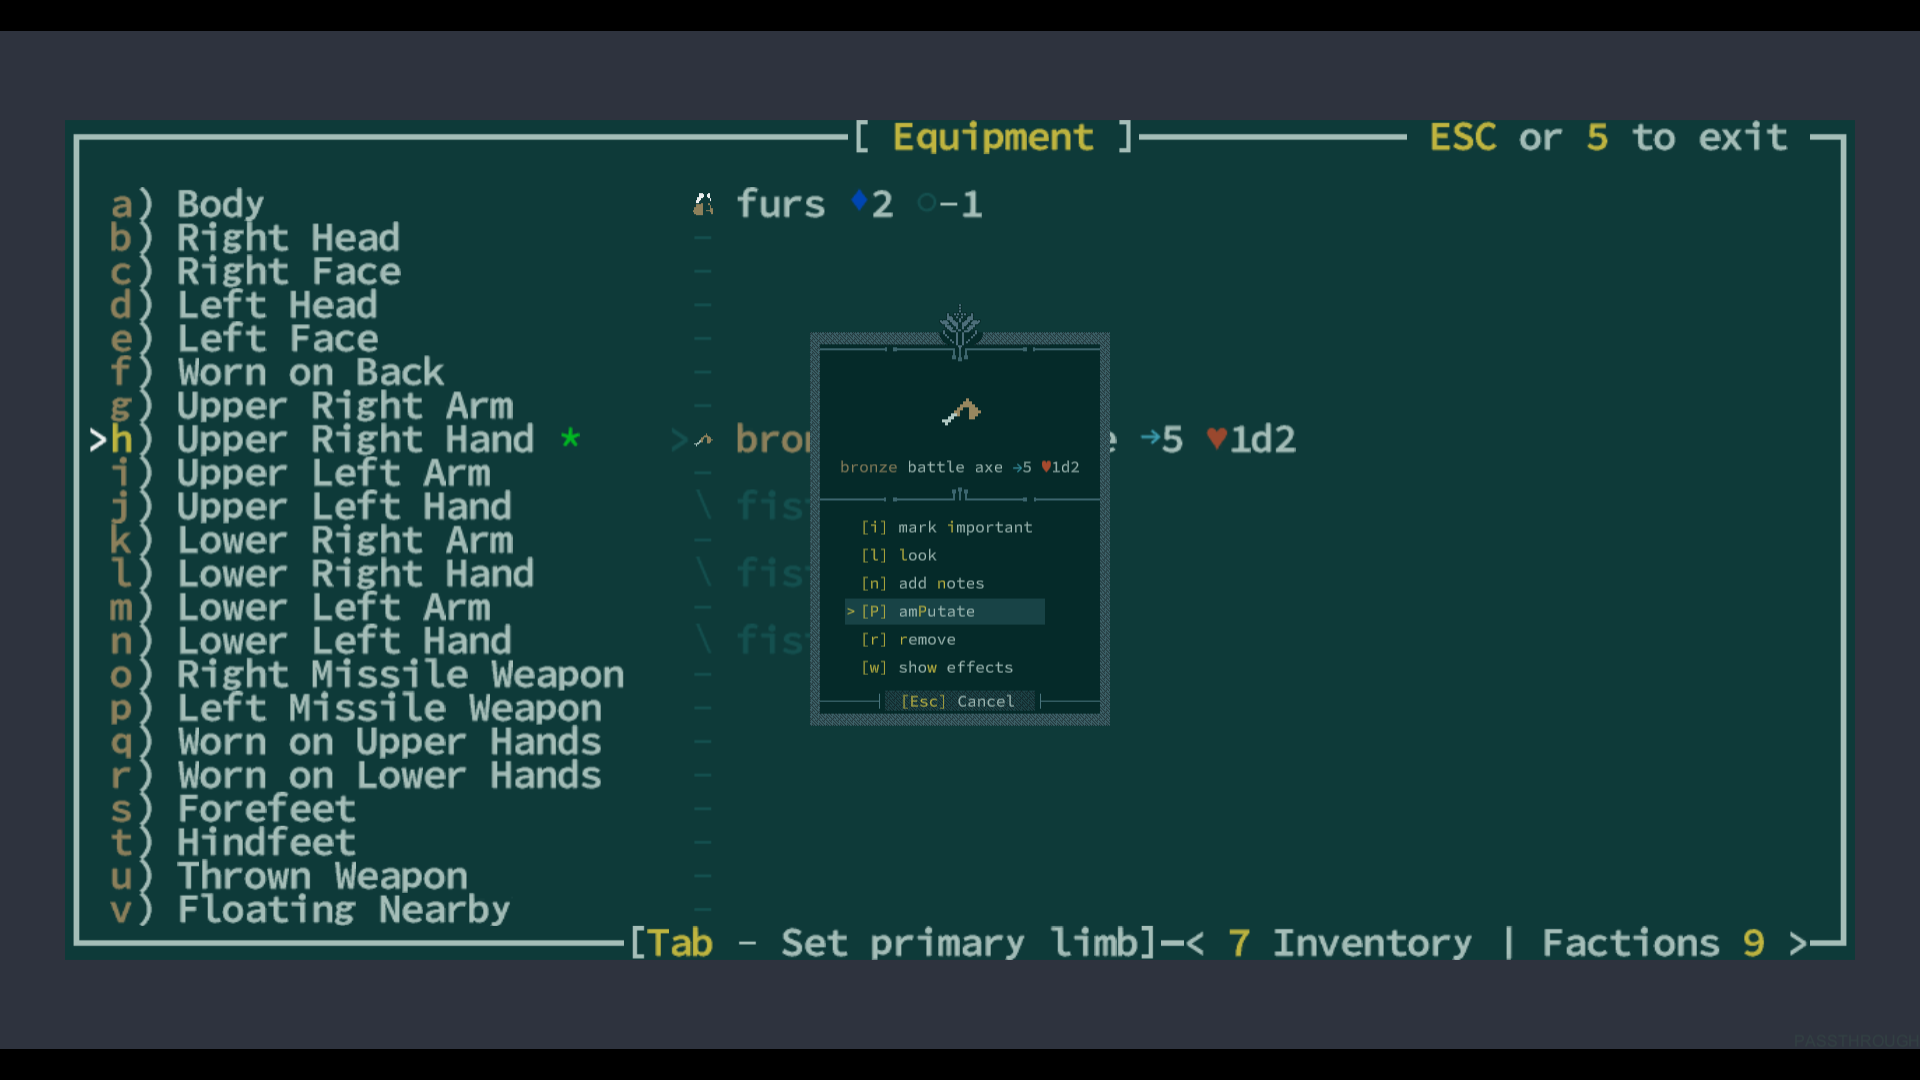 [ Equipment ] ESC or 5 to exit
a) Body furs ♦2 ○-1
b) Right Head -
c) Right Face -
d) Left Head -
e) Left Face -
f) Worn on Back -
g) Upper Right Arm -
>h) Upper Right Hand * > bron e →5 ♥1d2
i) Upper Left Arm -
j) Upper Left Hand \ fis
k) Lower Right Arm -
l) Lower Right Hand \ fis
m) Lower Left Arm -
n) Lower Left Hand \ fis
o) Right Missile Weapon -
p) Left Missile Weapon -
q) Worn on Upper Hands -
r) Worn on Lower Hands -
s) Forefeet -
t) Hindfeet -
u) Thrown Weapon -
v) Floating Nearby -
bronze battle axe →5 ♥1d2
[i] mark important
[l] look
[n] add notes
> [P] amPutate
[r] remove
[w] show effects
[Esc] Cancel
[Tab - Set primary limb]-< 7 Inventory | Factions 9 >
PASSTHROUGH